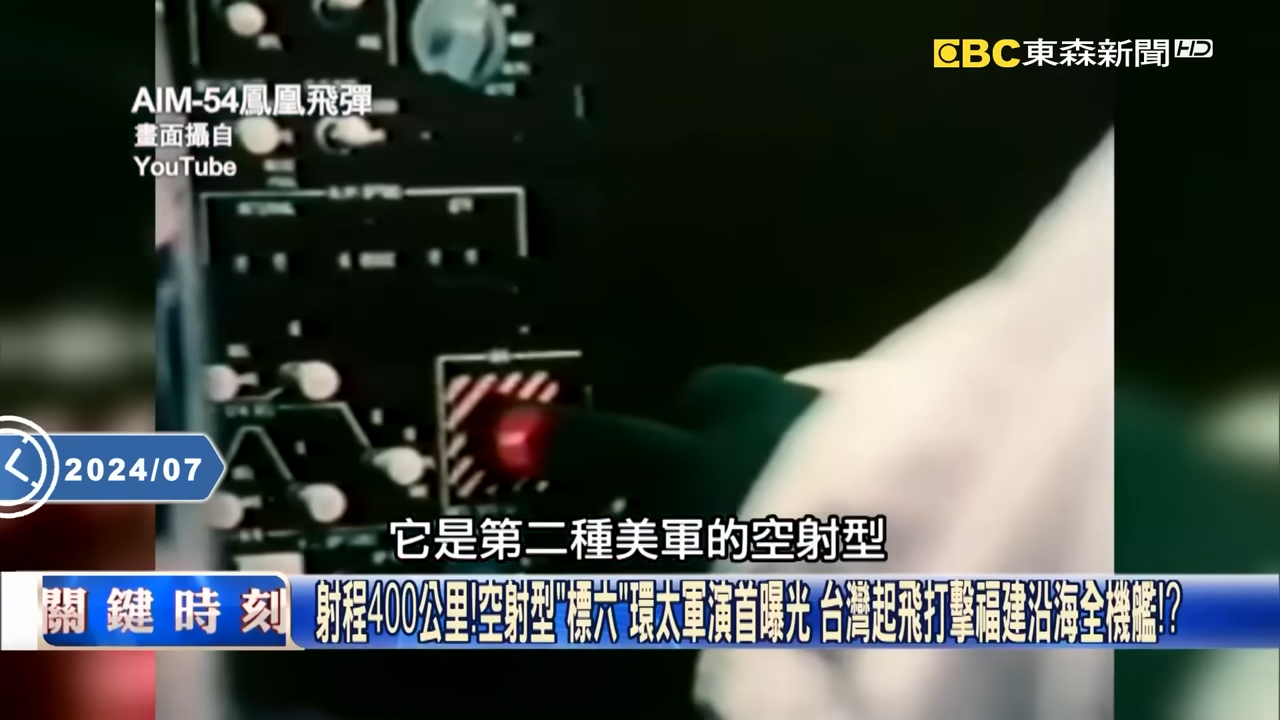 EBC東森新聞HD
AIM-54鳳凰飛彈
畫面攝自
YouTube
2024/07
它是第二種美軍的空射型
關鍵時刻
射程400公里!空射型"標六"環太軍演首曝光 台灣起飛打擊福建沿海全機艦!?